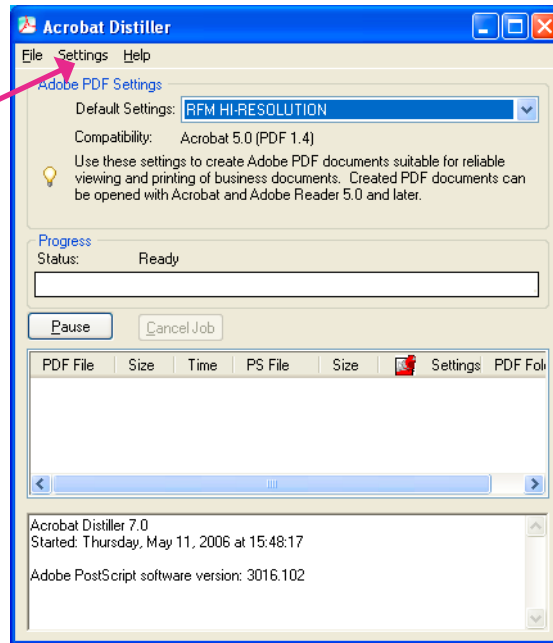 Acrobat Distiller
File Settings Help
Adobe PDF Settings
Default Settings: RFM HI-RESOLUTION
Compatibility: Acrobat 5.0 (PDF 1.4)
Use these settings to create Adobe PDF documents suitable for reliable
viewing and printing of business documents. Created PDF documents can
be opened with Acrobat and Adobe Reader 5.0 and later.
Progress
Status: Ready
Pause Cancel Job
PDF File Size Time PS File Size Settings PDF Fol
Acrobat Distiller 7.0
Started: Thursday, May 11, 2006 at 15:48:17
Adobe PostScript software version: 3016.102